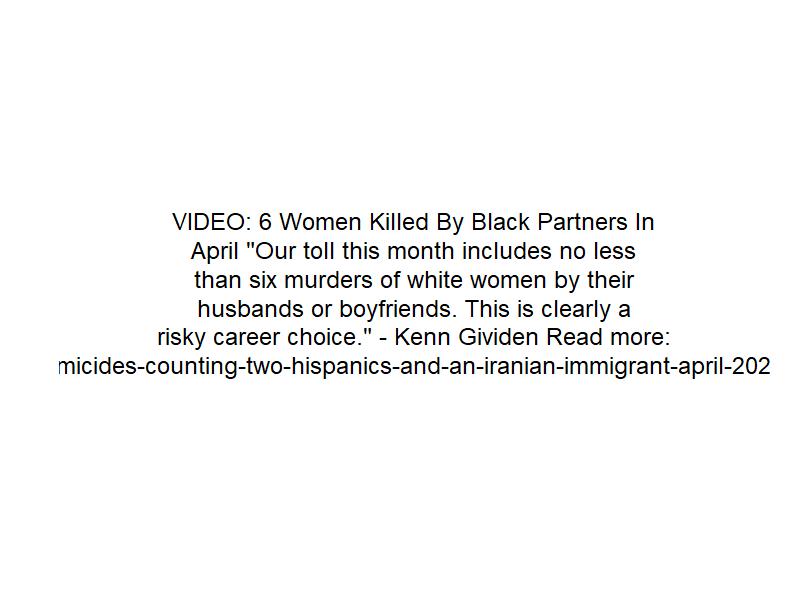 VIDEO: 6 Women Killed By Black Partners In
April "Our toll this month includes no less
than six murders of white women by their
husbands or boyfriends. This is clearly a
risky career choice." - Kenn Gividen Read more:
micides-counting-two-hispanics-and-an-iranian-immigrant-april-202